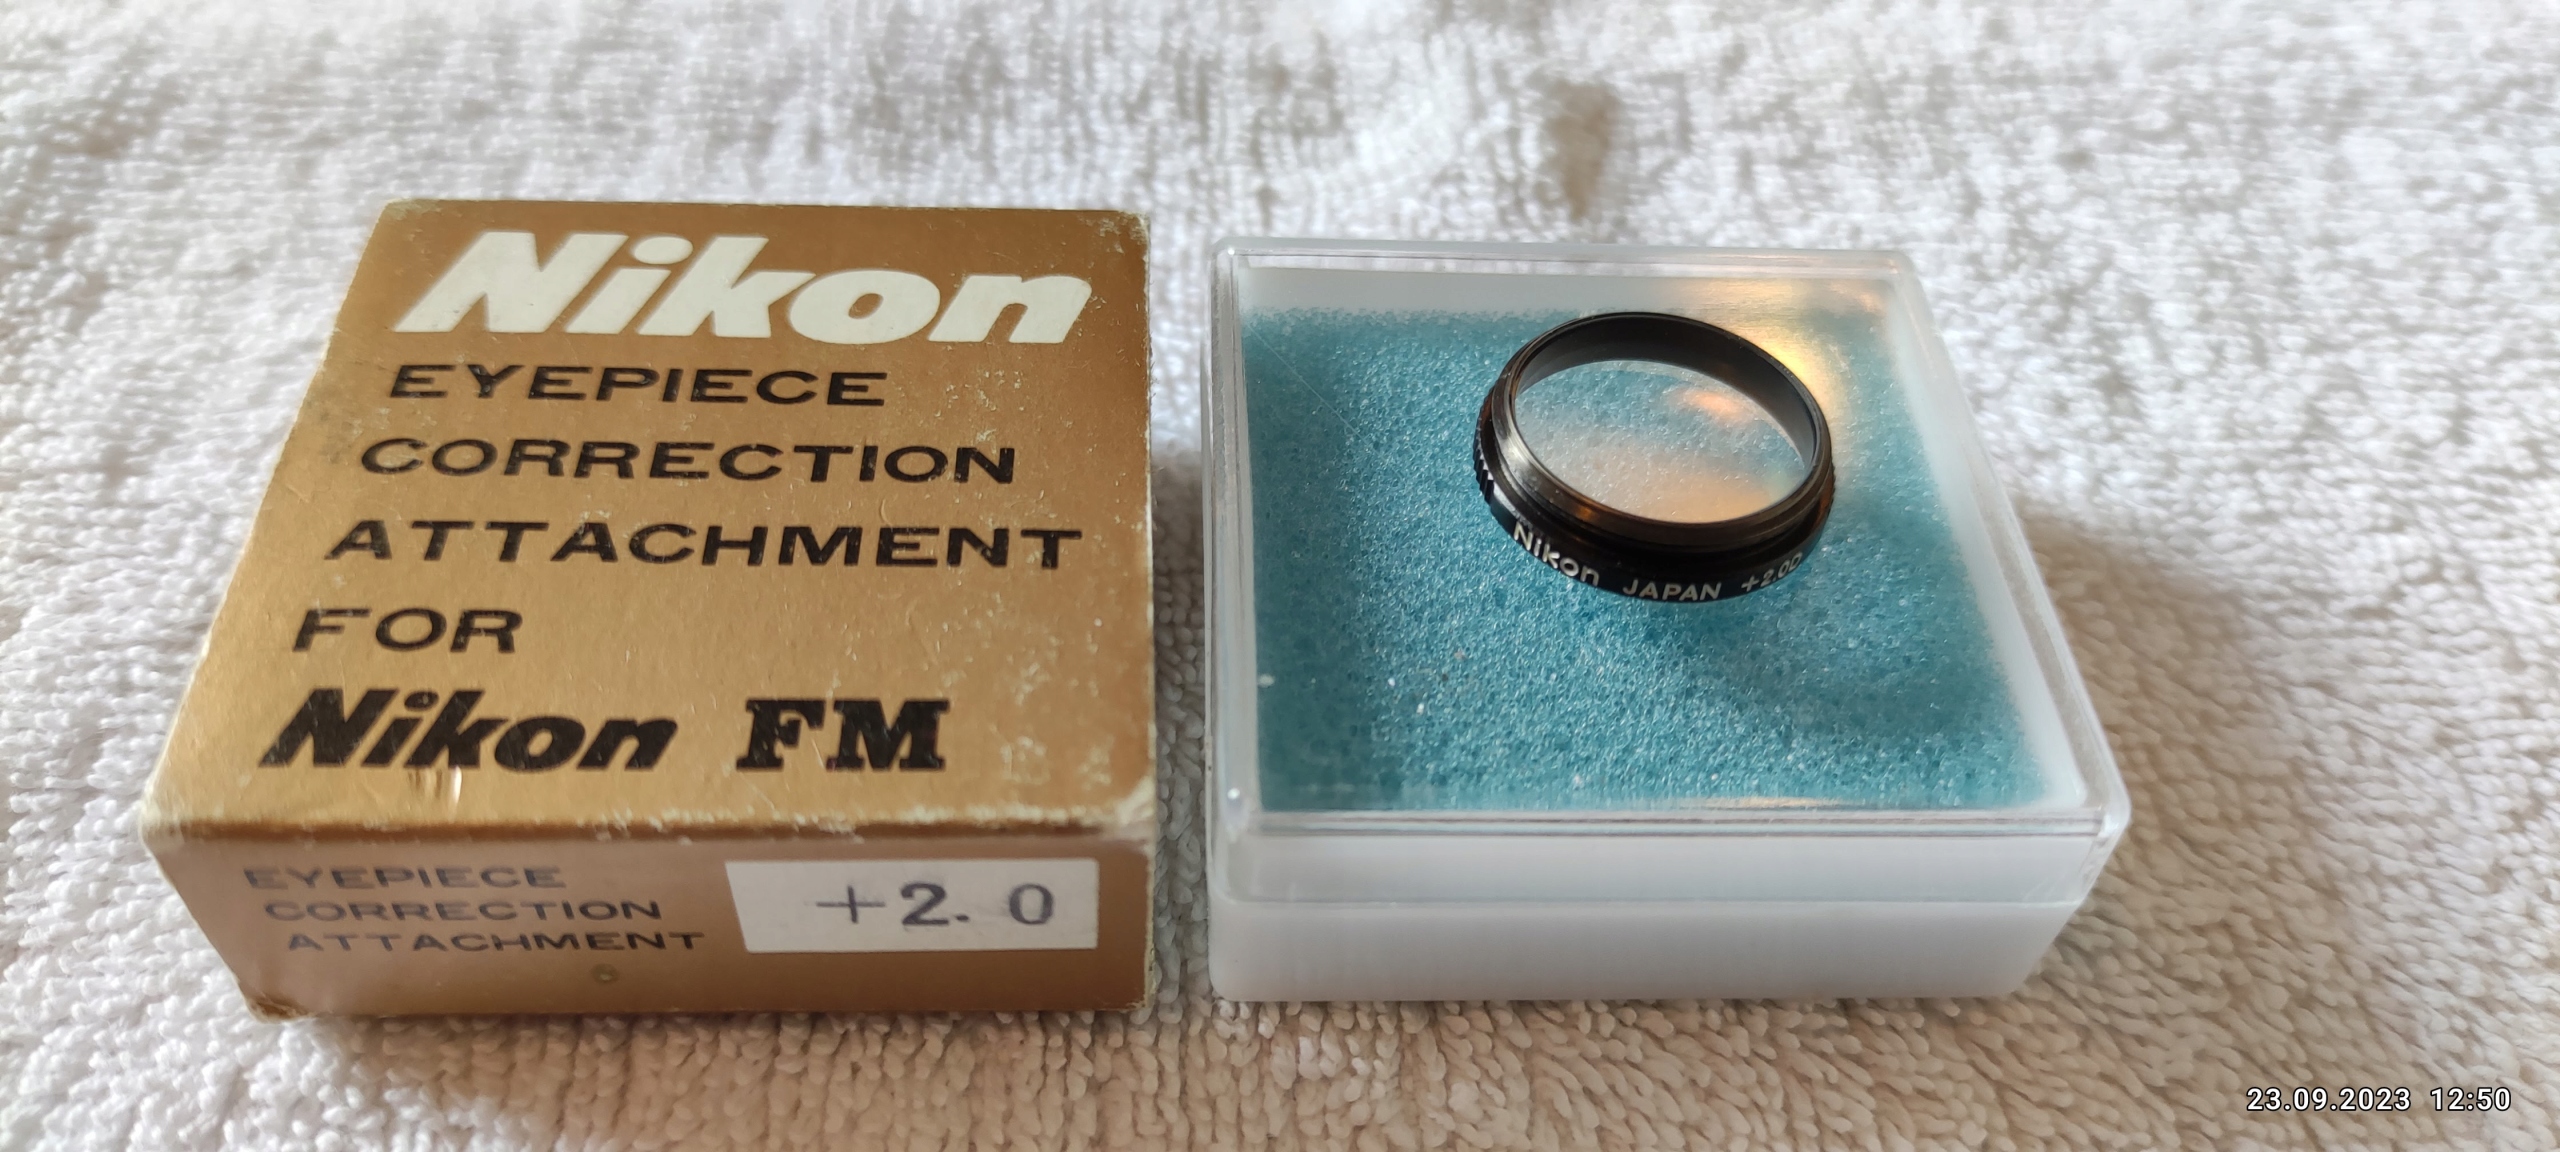 Nikon
EYEPIECE
CORRECTION
ATTACHMENT
FOR
Nikon FM
EYEPIECE
CORRECTION
ATTACHMENT
+2.0
Nikon JAPAN +2.0D
23.09.2023 12:50